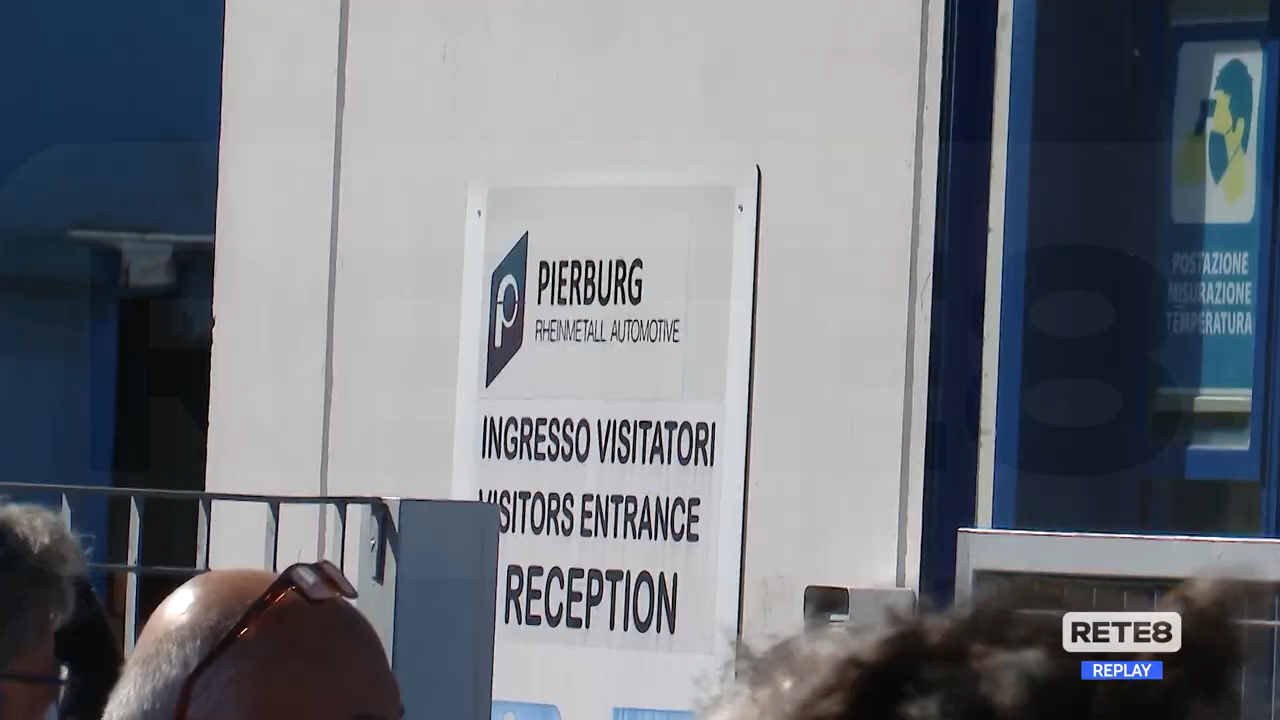 PIERBURG
RHEINMETALL AUTOMOTIVE
INGRESSO VISITATORI
VISITORS ENTRANCE
RECEPTION
POSTAZIONE
MISURAZIONE
TEMPERATURA
RETE8
REPLAY